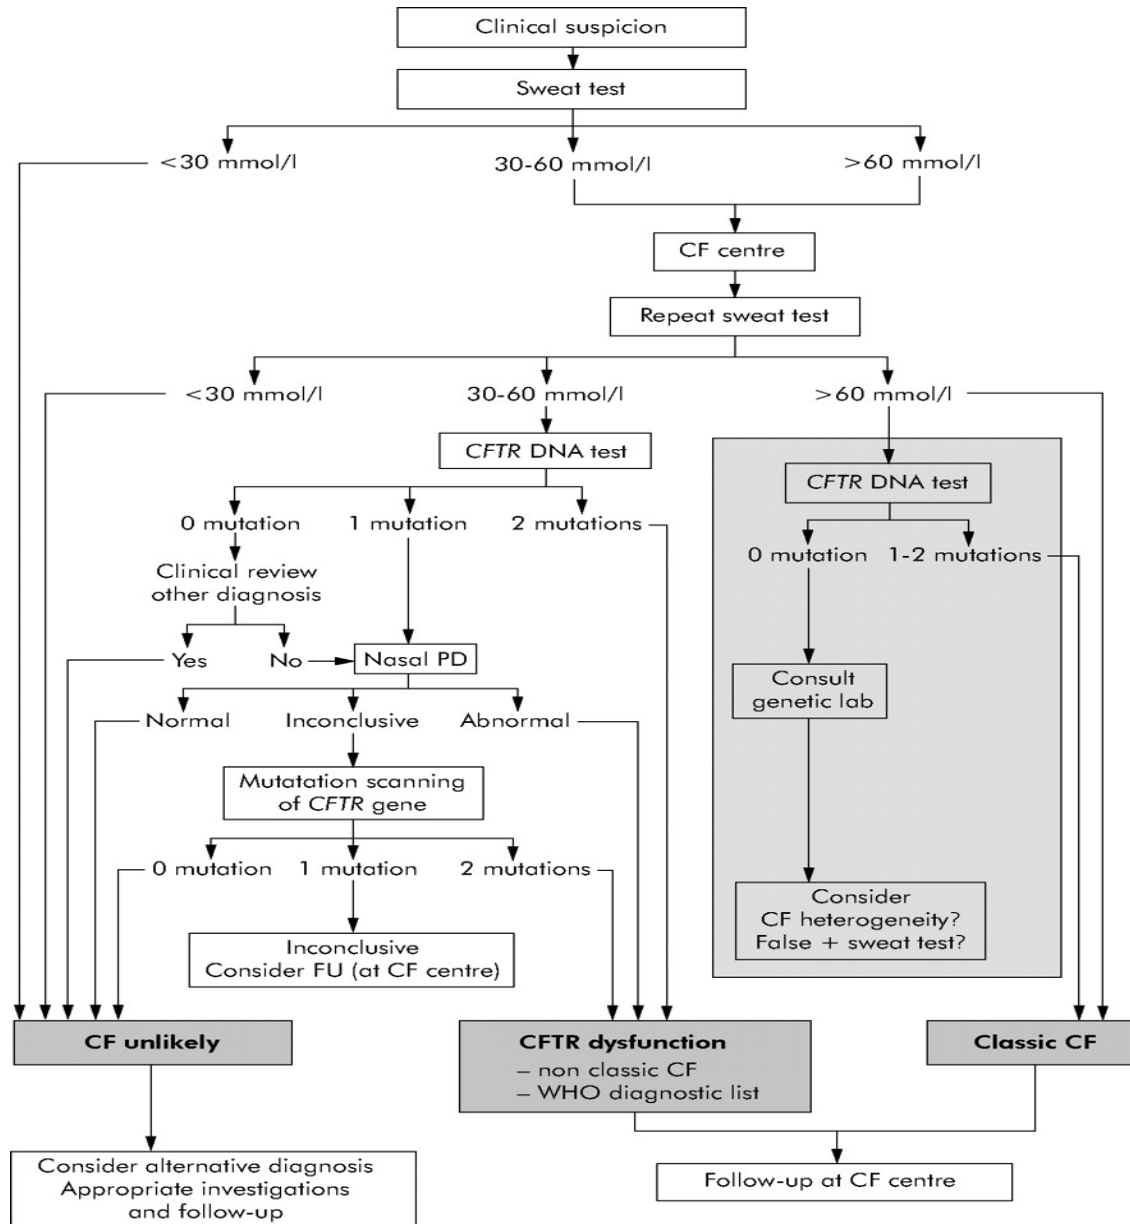 Clinical suspicion
Sweat test
<30 mmol/l
30-60 mmol/l
>60 mmol/l
CF centre
Repeat sweat test
<30 mmol/l
30-60 mmol/l
>60 mmol/l
CFTR DNA test
CFTR DNA test
0 mutation
1 mutation
2 mutations
0 mutation
1-2 mutations
Clinical review
other diagnosis
Yes
No
Nasal PD
Consult
genetic lab
Normal
Inconclusive
Abnormal
Mutatation scanning
of CFTR gene
0 mutation
1 mutation
2 mutations
Consider
CF heterogeneity?
False + sweat test?
Inconclusive
Consider FU (at CF centre)
CF unlikely
CFTR dysfunction
– non classic CF
– WHO diagnostic list
Classic CF
Consider alternative diagnosis
Appropriate investigations
and follow-up
Follow-up at CF centre